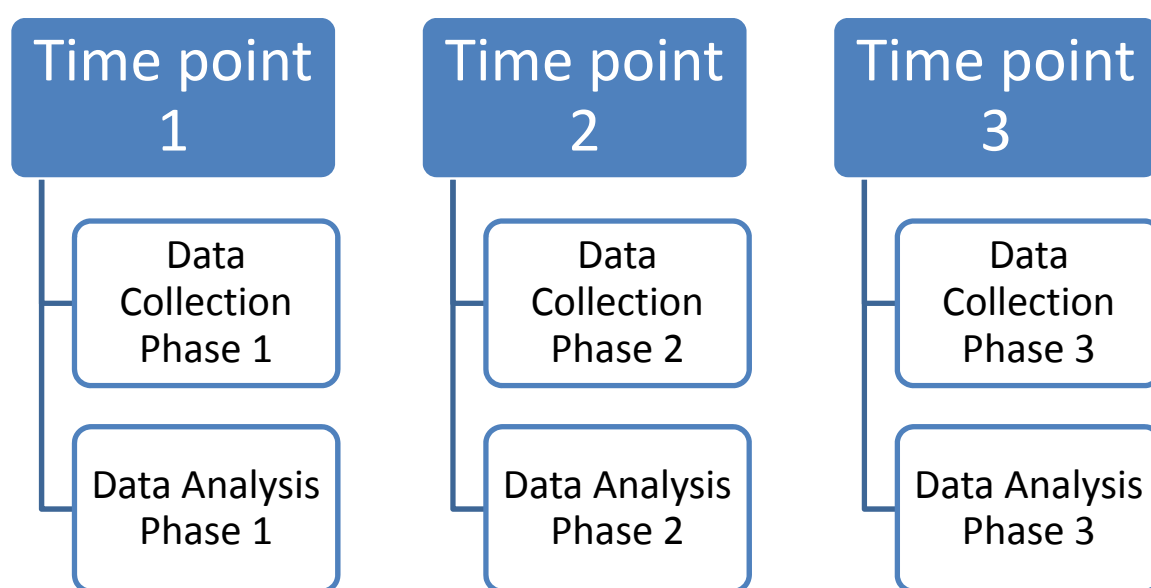 Time point
1
Data
Collection
Phase 1
Data Analysis
Phase 1
Time point
2
Data
Collection
Phase 2
Data Analysis
Phase 2
Time point
3
Data
Collection
Phase 3
Data Analysis
Phase 3